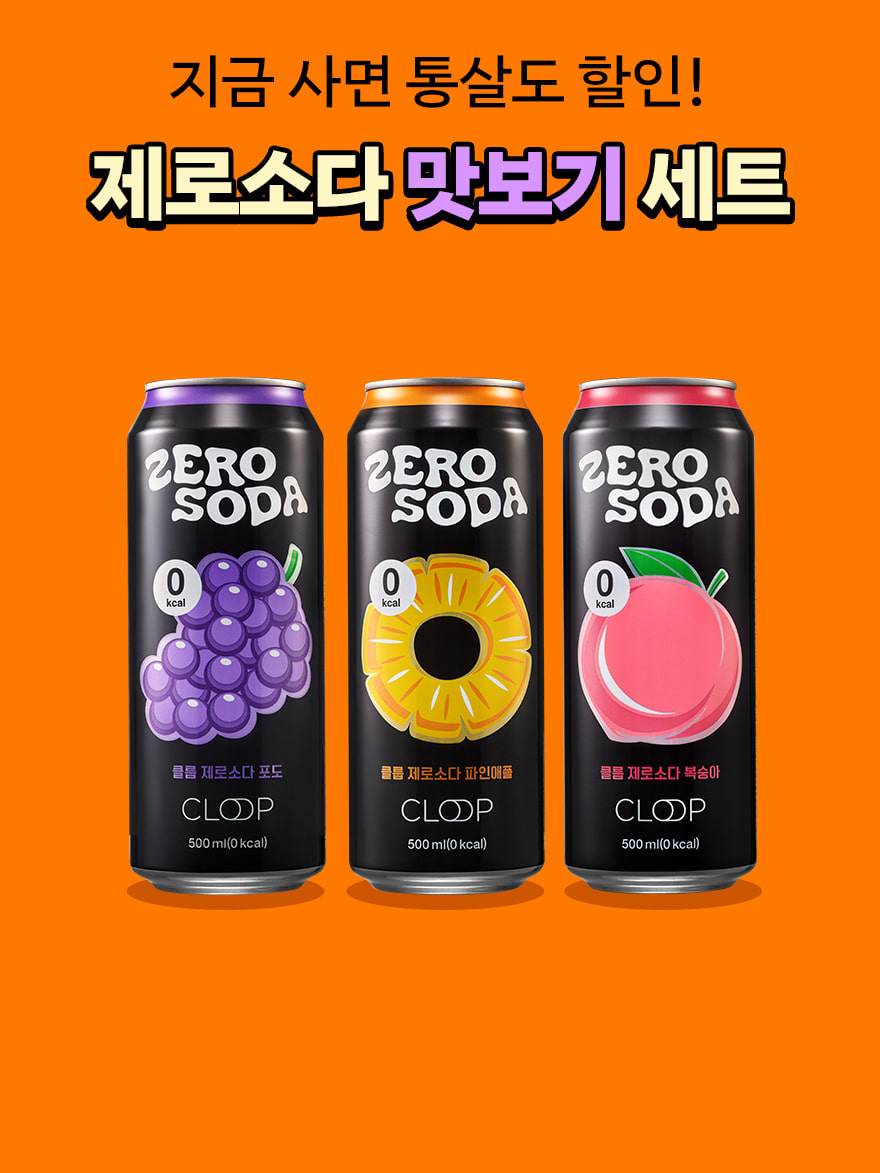 지금 사면 통살도 할인!
제로소다 맛보기 세트
ZERO
SODA
0
kcal
클룹 제로소다 포도
CLOOP
500 ml(0 kcal)
ZERO
SODA
0
kcal
클룹 제로소다 파인애플
CLOOP
500 ml(0 kcal)
ZERO
SODA
0
kcal
클룹 제로소다 복숭아
CLOOP
500 ml(0 kcal)